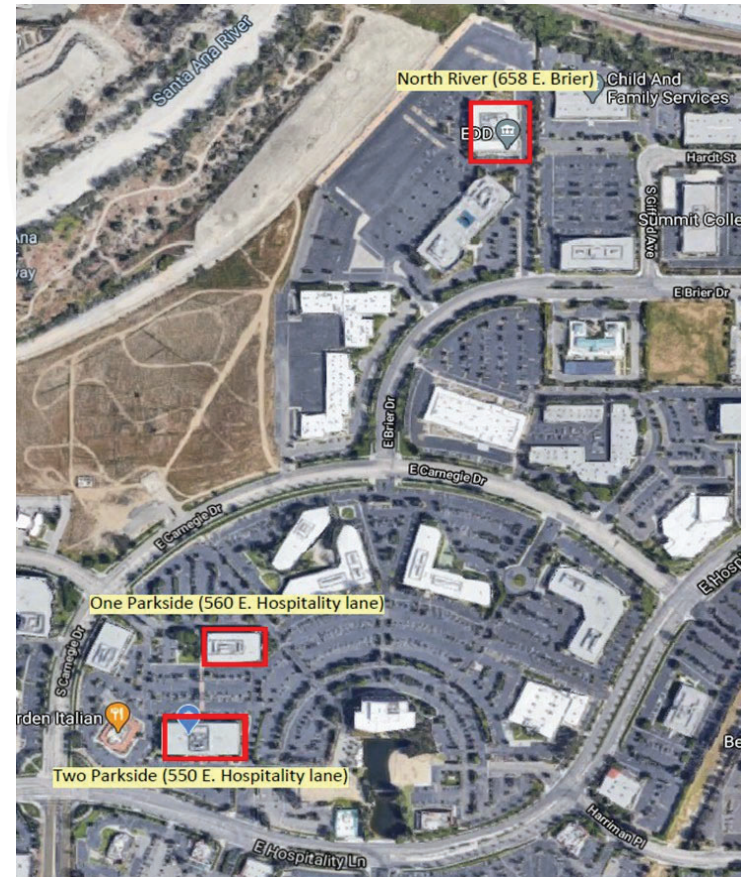 Santa Ana River
North River (658 E. Brier)
Child And
Family Services
EDD
Hardt St
S Gifford Ave
Summit Colle
Ana
way
E Brier Dr
E Brier Dr
E Carnegie Dr
E Carnegie Dr
E Hosp
One Parkside (560 E. Hospitality lane)
S Carnegie Dr
rden Italian
Be
Two Parkside (550 E. Hospitality lane)
Harriman Pl
E Hospitality Ln